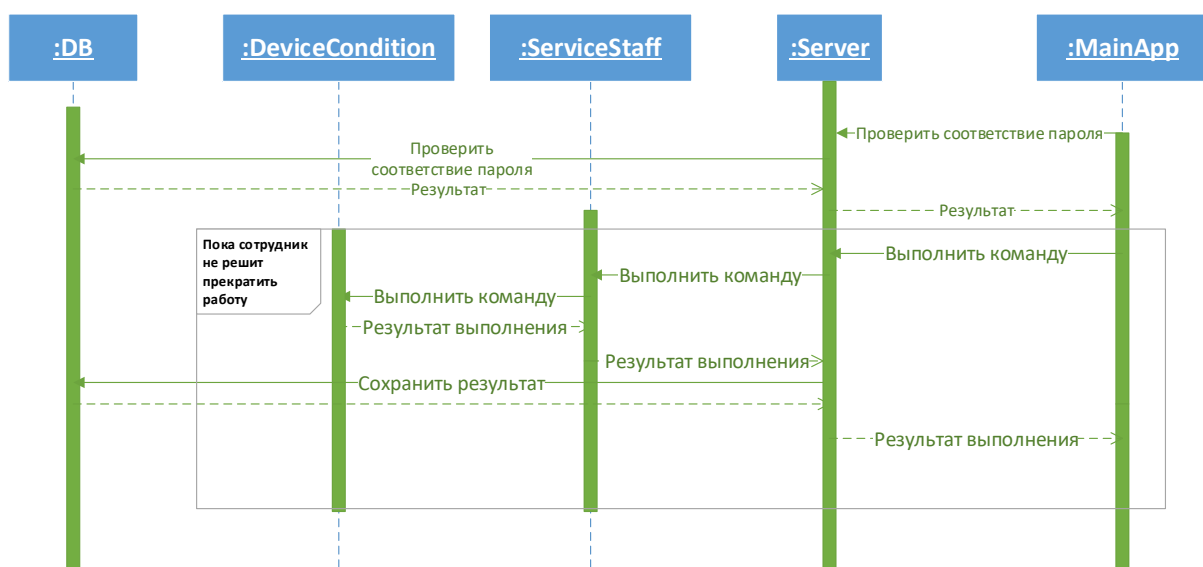 :DB
:DeviceCondition
:ServiceStaff
:Server
:MainApp
Проверить соответствие пароля
Проверить
соответствие пароля
Результат
Результат
Пока сотрудник
не решит
прекратить
работу
Выполнить команду
Выполнить команду
Выполнить команду
Результат выполнения
Результат выполнения
Сохранить результат
Результат выполнения